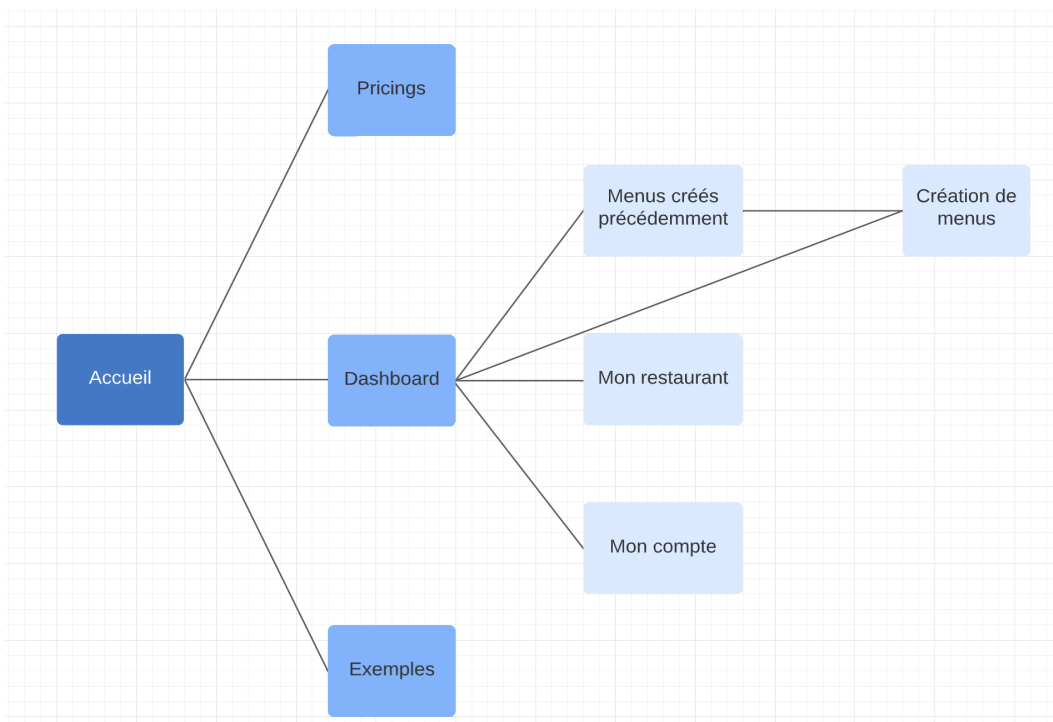 Pricings
Menus créés
précédemment
Création de
menus
Accueil
Dashboard
Mon restaurant
Mon compte
Exemples